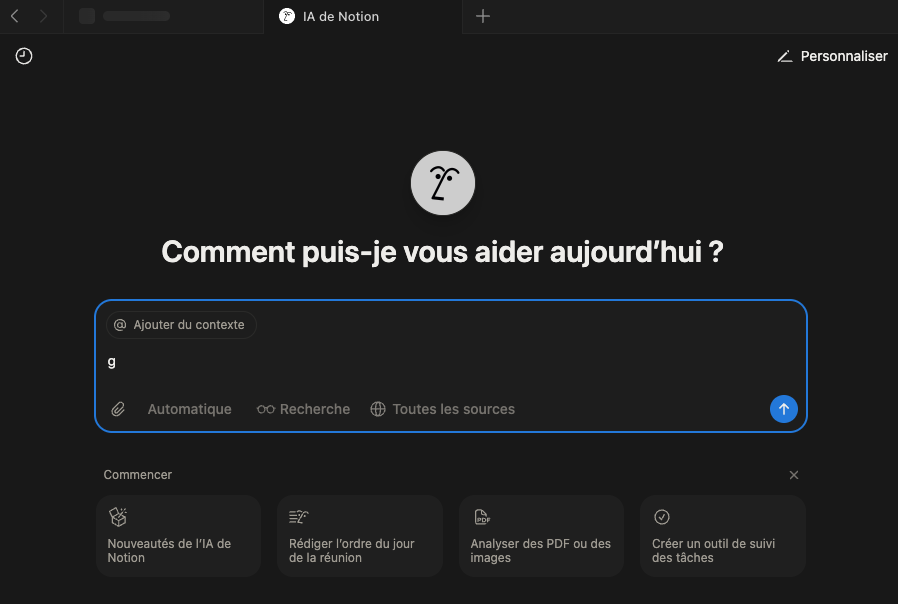 IA de Notion
Personnaliser
Comment puis-je vous aider aujourd’hui ?
@ Ajouter du contexte
g
Automatique Recherche Toutes les sources
Commencer
Nouveautés de l’IA de
Notion
Rédiger l’ordre du jour
de la réunion
PDF
Analyser des PDF ou des
images
Créer un outil de suivi
des tâches